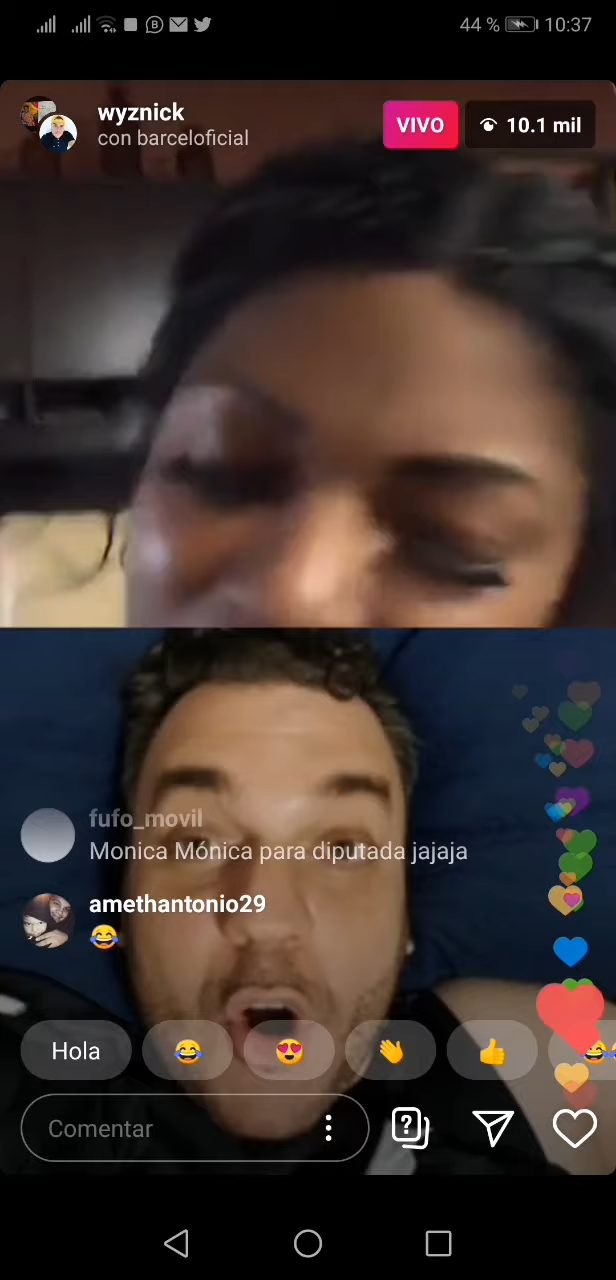 44 % 10:37
wyznick
con barceloficial
VIVO
10.1 mil
fufo_movil
Monica Mónica para diputada jajaja
amethantonio29
😂
Hola 😂 😍 👋 👍 😂
Comentar